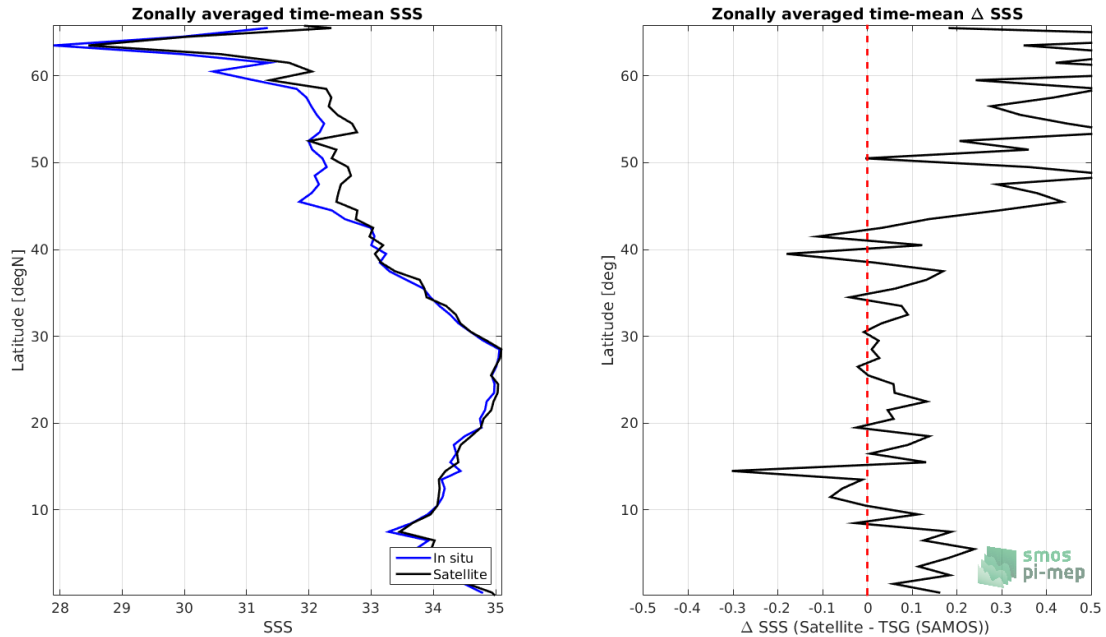 Zonally averaged time-mean SSS
60
50
40
30
20
10
Latitude [degN]
28 29 30 31 32 33 34 35
SSS
In situ
Satellite
Zonally averaged time-mean Δ SSS
60
50
40
30
20
10
Latitude [deg]
-0.5 -0.4 -0.3 -0.2 -0.1 0 0.1 0.2 0.3 0.4 0.5
Δ SSS (Satellite - TSG (SAMOS))
smos
pi-mep